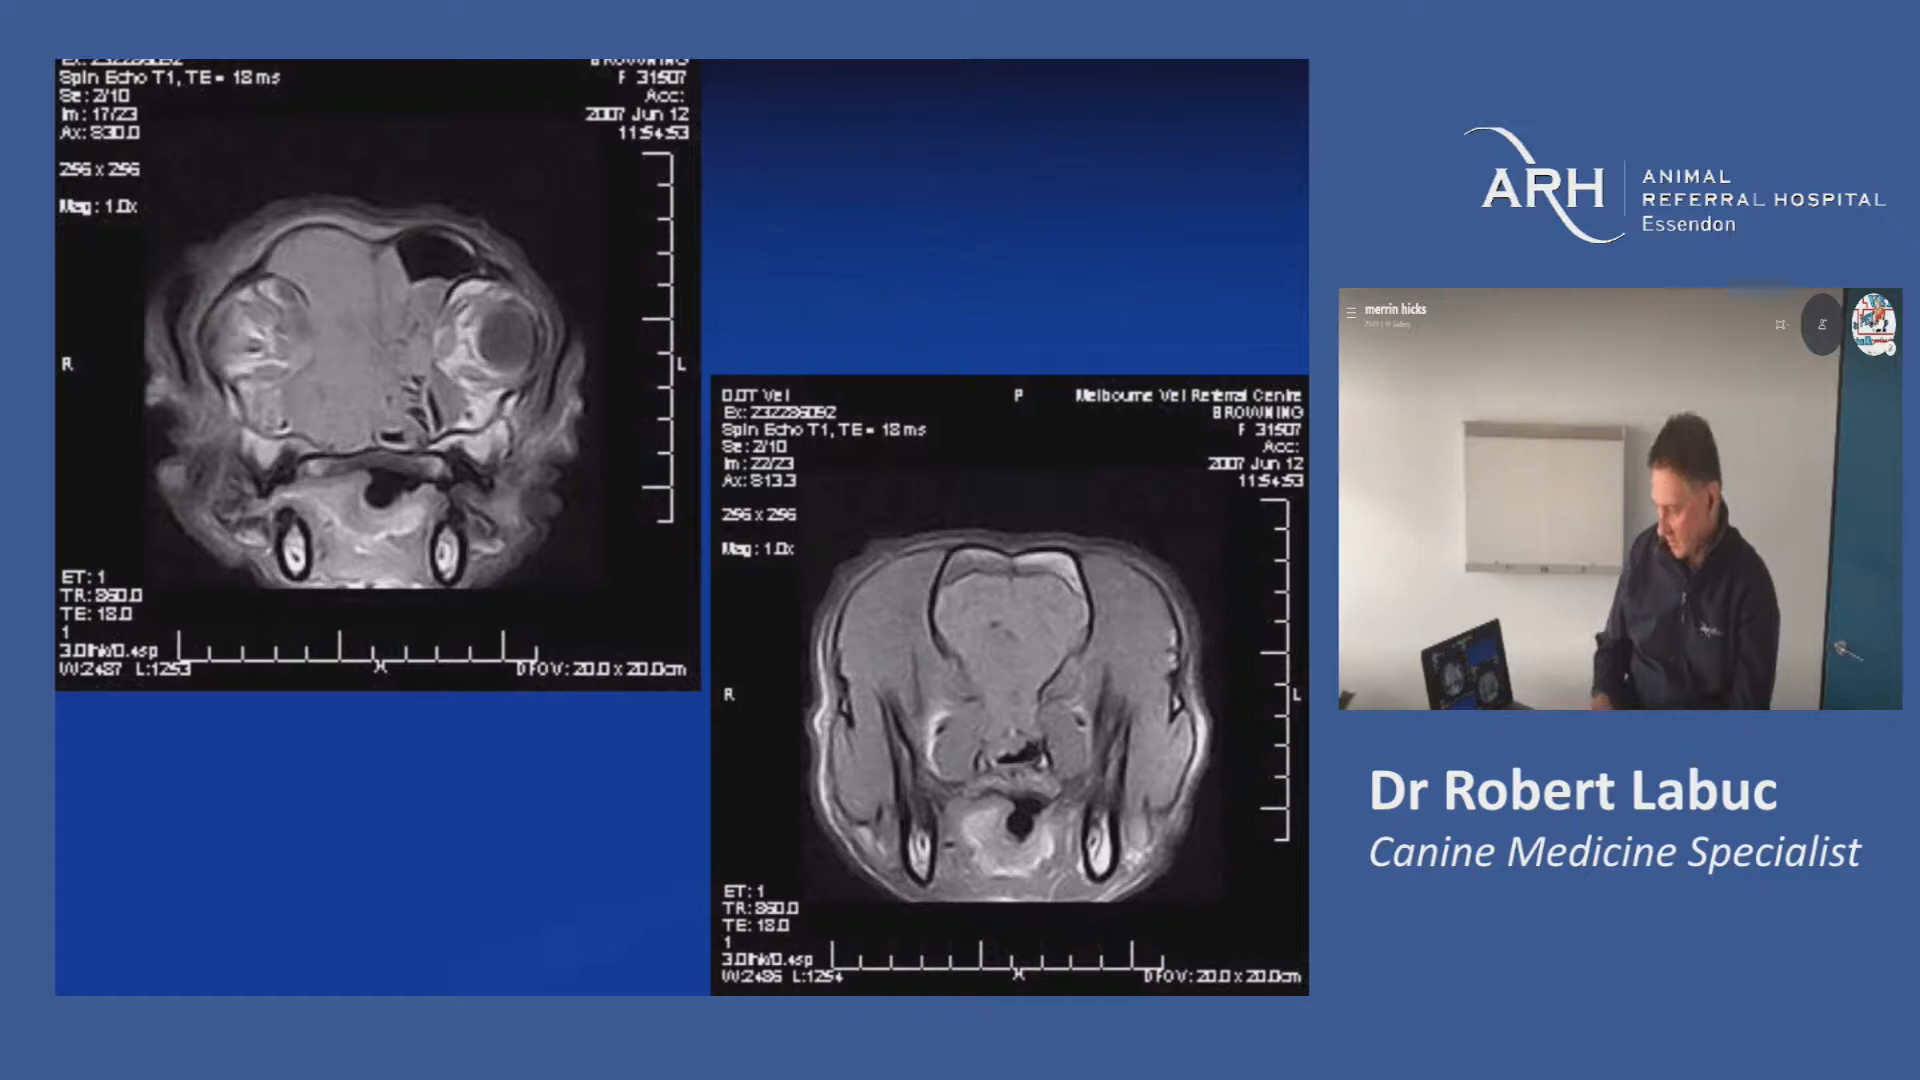 Spin Echo T1, TE = 18 ms
Se: 2/10
Im: 17/23
Ax: S30.0
296 x 296
Mag: 1.0x
F 31507
Acc:
2007 Jun 12
11:54:53
R
L
ET: 1
TR: 360.0
TE: 18.0
1
3.0thk/0.4sp
W:2487 L:1253
DFOV: 20.0 x 20.0cm
P
Melbourne Vet Referral Centre
Ex: 232286092
BROWNING
Spin Echo T1, TE = 18 ms
F 31507
Se: 2/10
Acc:
Im: 22/23
2007 Jun 12
Ax: S13.3
11:54:53
296 x 296
Mag: 1.0x
R
L
ET: 1
TR: 360.0
TE: 18.0
1
3.0thk/0.4sp
W:2486 L:1254
DFOV: 20.0 x 20.0cm
ARH
ANIMAL
REFERRAL HOSPITAL
Essendon
merrin hicks
Dr Robert Labuc
Canine Medicine Specialist